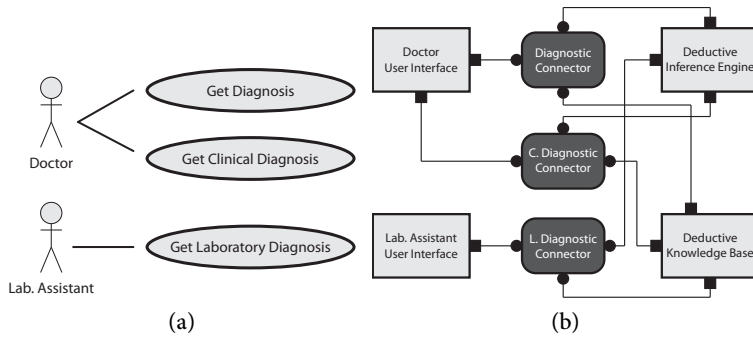 Get Diagnosis
Doctor
Get Clinical Diagnosis
Get Laboratory Diagnosis
Lab. Assistant
(a)
Doctor
User Interface
Diagnostic
Connector
Deductive
Inference Engine
C. Diagnostic
Connector
Lab. Assistant
User Interface
L. Diagnostic
Connector
Deductive
Knowledge Base
(b)